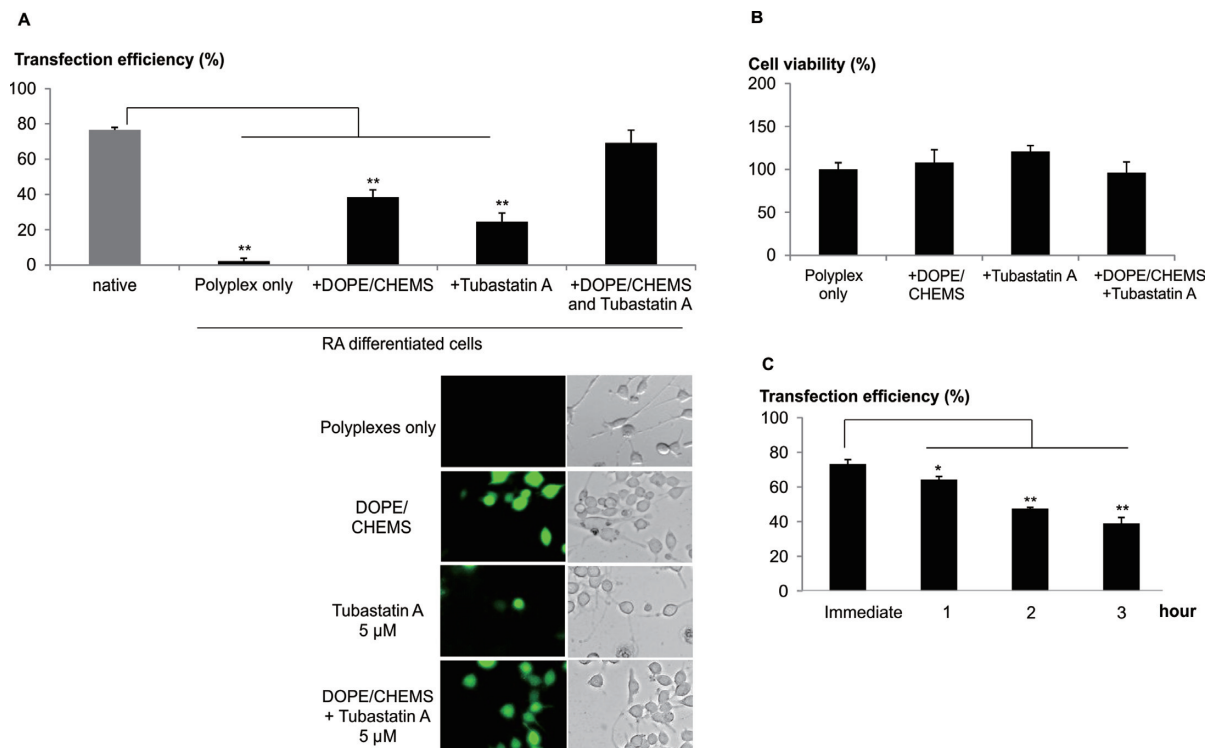 A
Transfection efficiency (%)
100
80
60
40
20
0
**
**
**
native
Polyplex only
+DOPE/CHEMS
+Tubastatin A
+DOPE/CHEMS
and Tubastatin A
RA differentiated cells
Polyplexes only
DOPE/
CHEMS
Tubastatin A
5 μM
DOPE/CHEMS
+ Tubastatin A
5 μM
B
Cell viability (%)
200
150
100
50
0
Polyplex
only
+DOPE/
CHEMS
+Tubastatin A
+DOPE/CHEMS
+Tubastatin A
C
Transfection efficiency (%)
100
80
60
40
20
0
*
**
**
Immediate
1
2
3
hour